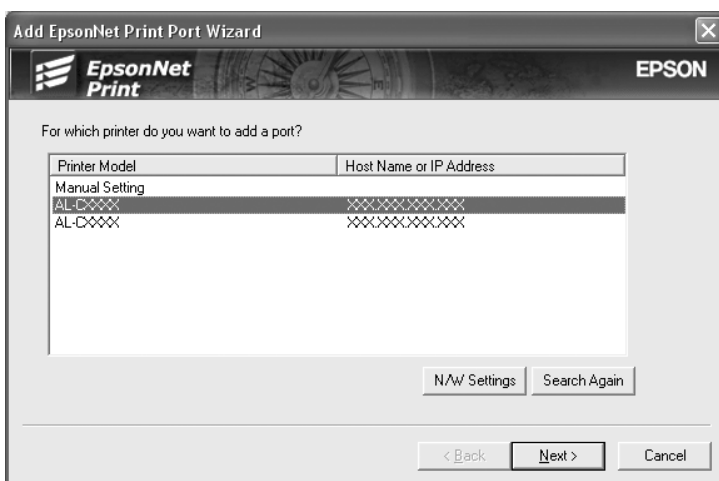 Add EpsonNet Print Port Wizard
EpsonNet
Print
EPSON
For which printer do you want to add a port?
Printer Model Host Name or IP Address
Manual Setting
AL-CXXXX XXX.XXX.XXX.XXX
AL-CXXXX XXX.XXX.XXX.XXX
N/W Settings Search Again
< Back Next > Cancel